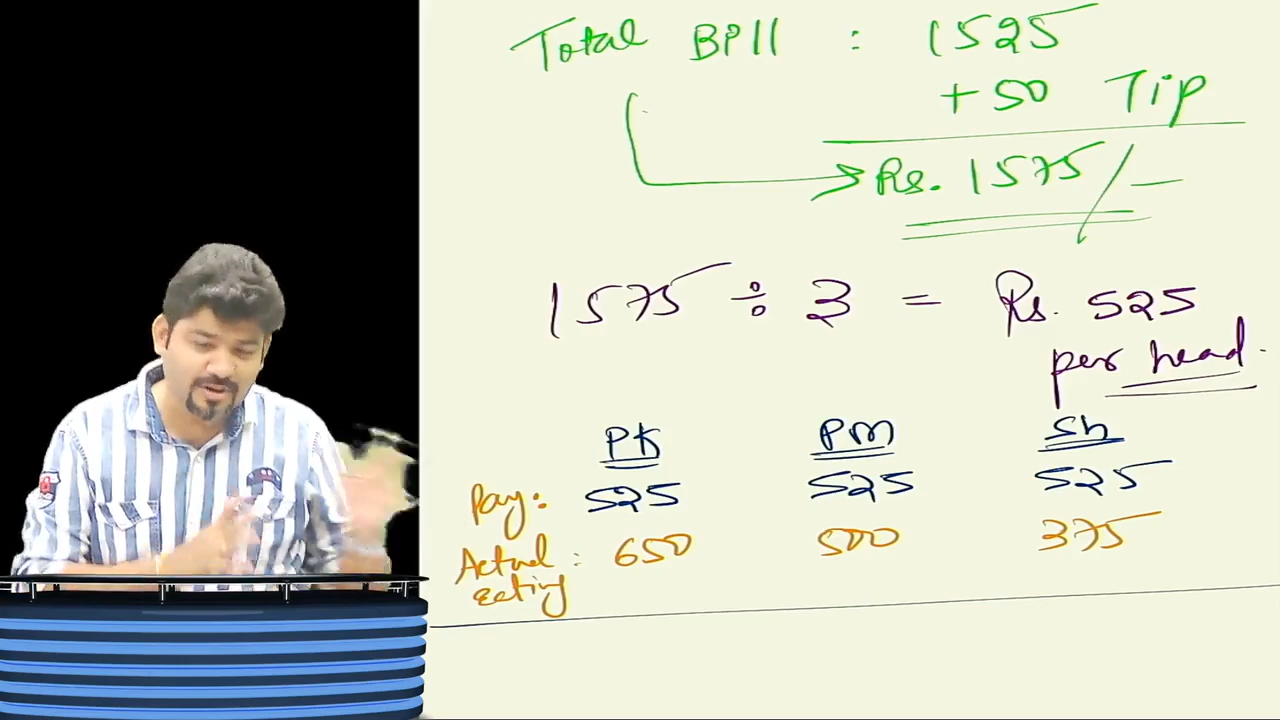 Total Bill : 1525
+ 50 Tip
Rs. 1575/-
1575 ÷ 3 = Rs. 525
per head.
PK PM Sh
Pay: 525 525 525
Actual eating : 650 500 375